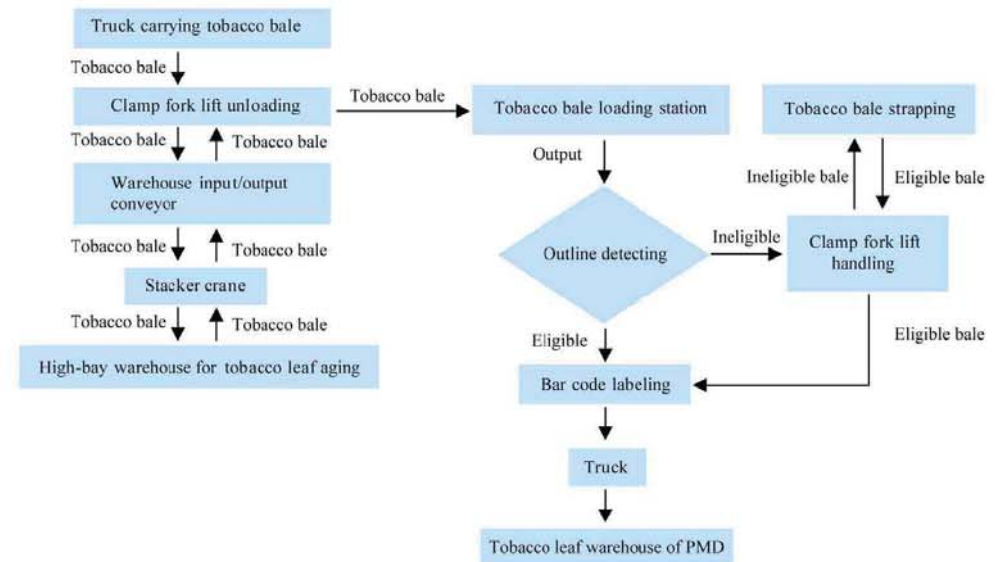 Truck carrying tobacco bale
Tobacco bale
Clamp fork lift unloading
Tobacco bale
Tobacco bale
Warehouse input/output
conveyor
Tobacco bale
Tobacco bale
Stacker crane
Tobacco bale
Tobacco bale
High-bay warehouse for tobacco leaf aging
Tobacco bale
Tobacco bale loading station
Output
Outline detecting
Ineligible
Eligible
Tobacco bale strapping
Ineligible bale
Eligible bale
Clamp fork lift
handling
Eligible bale
Bar code labeling
Truck
Tobacco leaf warehouse of PMD